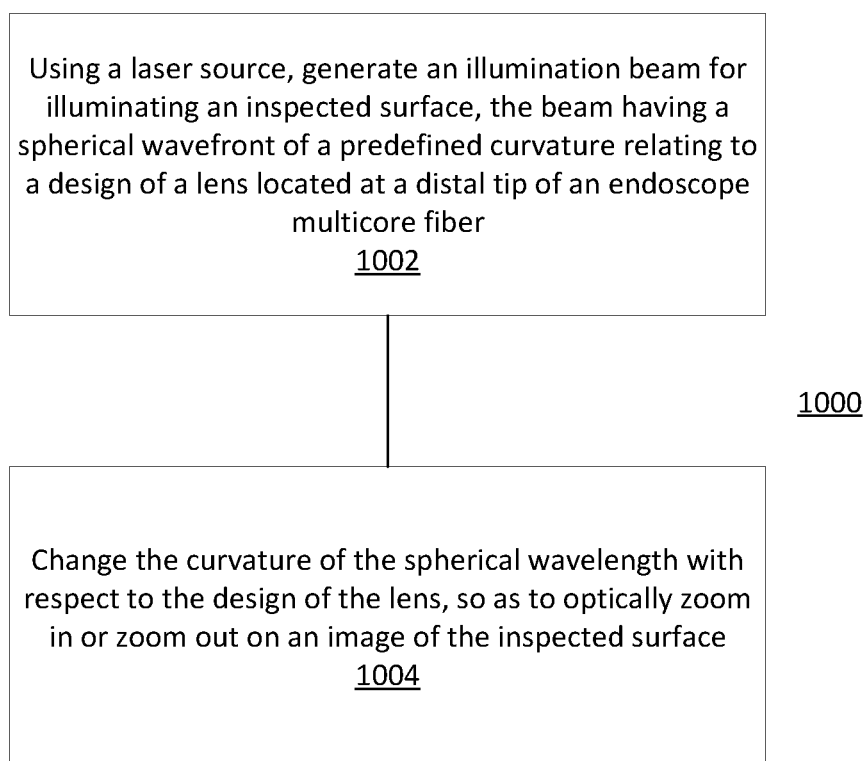 Using a laser source, generate an illumination beam for
illuminating an inspected surface, the beam having a
spherical wavefront of a predefined curvature relating to
a design of a lens located at a distal tip of an endoscope
multicore fiber
1002
1000
Change the curvature of the spherical wavelength with
respect to the design of the lens, so as to optically zoom
in or zoom out on an image of the inspected surface
1004